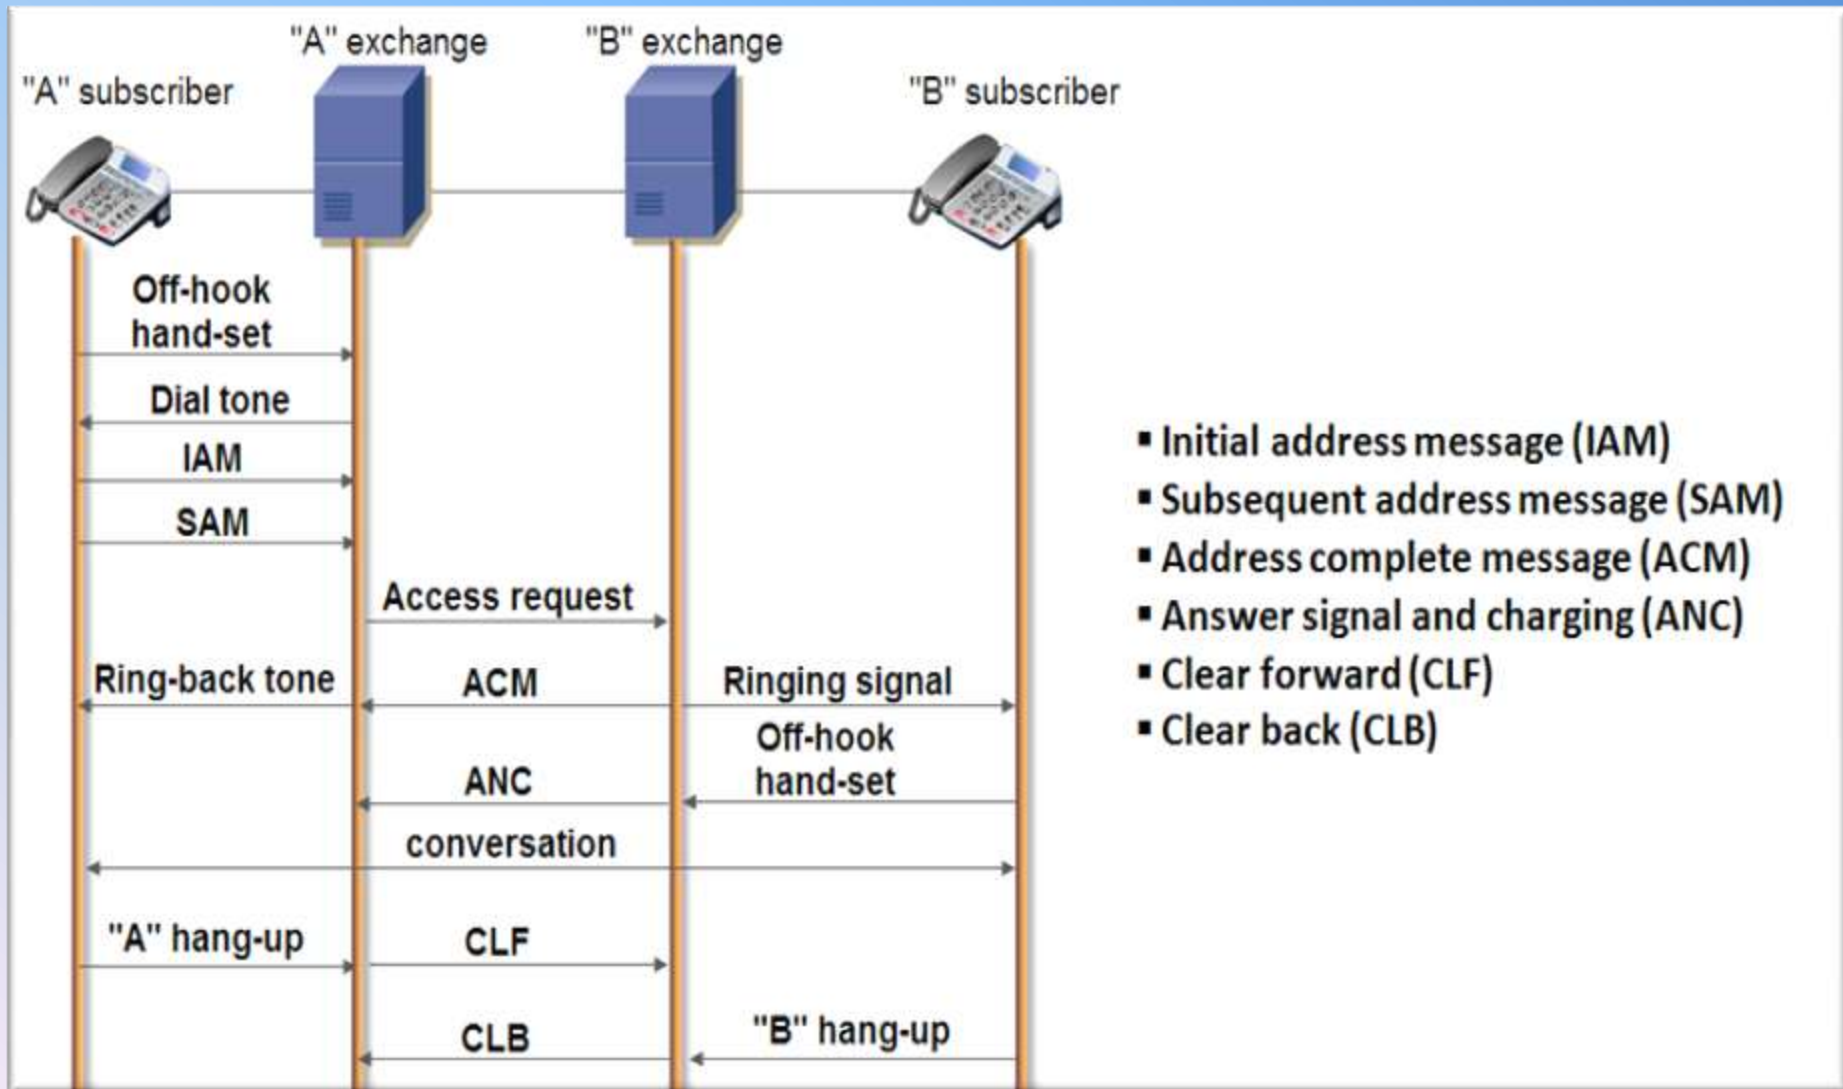 "A" exchange
"B" exchange
"A" subscriber
"B" subscriber
Off-hook
hand-set
Dial tone
IAM
SAM
Access request
Ring-back tone
ACM
Ringing signal
Off-hook
hand-set
ANC
conversation
"A" hang-up
CLF
CLB
"B" hang-up
▪ Initial address message (IAM)
▪ Subsequent address message (SAM)
▪ Address complete message (ACM)
▪ Answer signal and charging (ANC)
▪ Clear forward (CLF)
▪ Clear back (CLB)